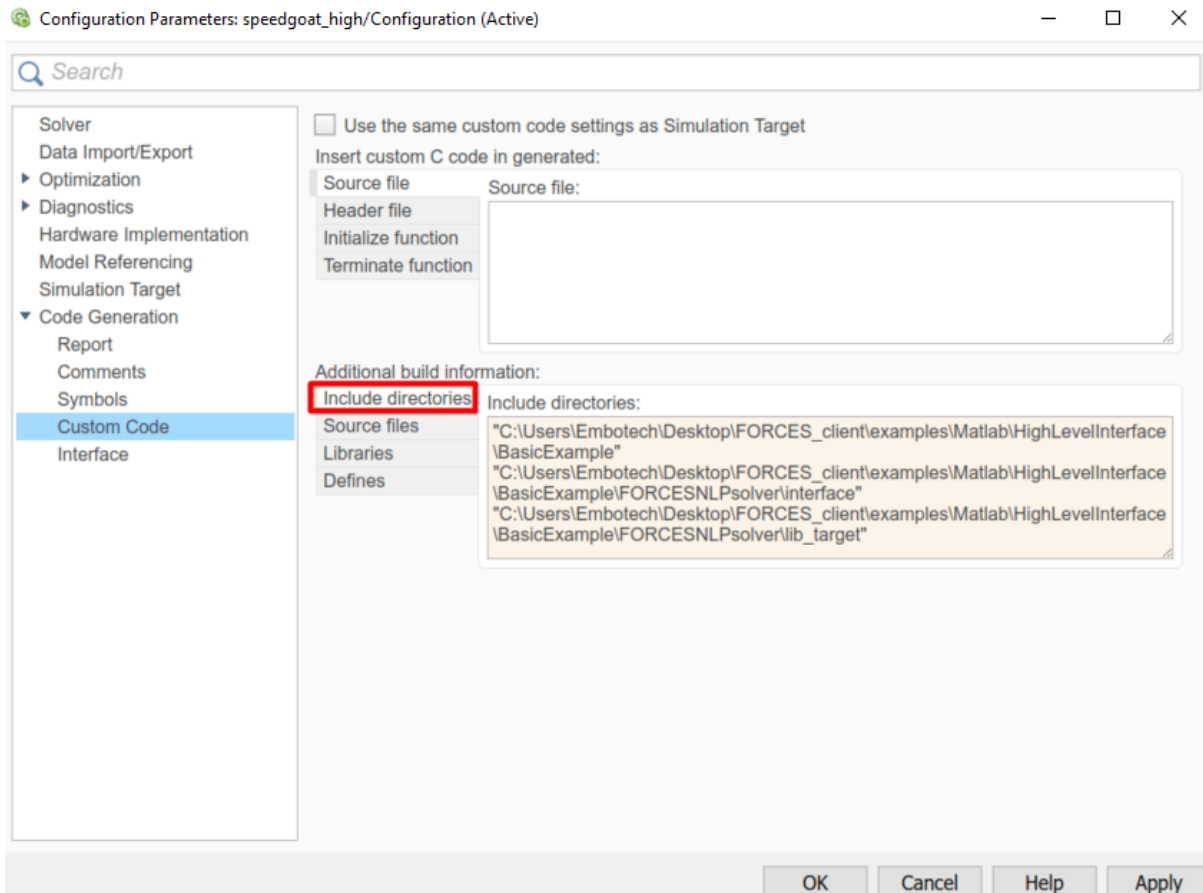 Configuration Parameters: speedgoat_high/Configuration (Active)
Search
Solver
Data Import/Export
Optimization
Diagnostics
Hardware Implementation
Model Referencing
Simulation Target
Code Generation
Report
Comments
Symbols
Custom Code
Interface
Use the same custom code settings as Simulation Target
Insert custom C code in generated:
Source file
Header file
Initialize function
Terminate function
Source file:
Additional build information:
Include directories
Source files
Libraries
Defines
Include directories:
"C:\Users\Embotech\Desktop\FORCES_client\examples\Matlab\HighLevelInterface
\BasicExample"
"C:\Users\Embotech\Desktop\FORCES_client\examples\Matlab\HighLevelInterface
\BasicExample\FORCESNLPsolver\interface"
"C:\Users\Embotech\Desktop\FORCES_client\examples\Matlab\HighLevelInterface
\BasicExample\FORCESNLPsolver\lib_target"
OK Cancel Help Apply